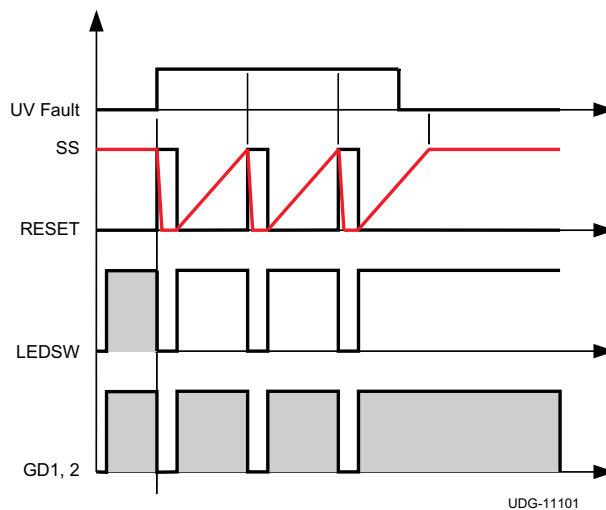 UV Fault
SS
RESET
LEDSW
GD1, 2
UDG-11101